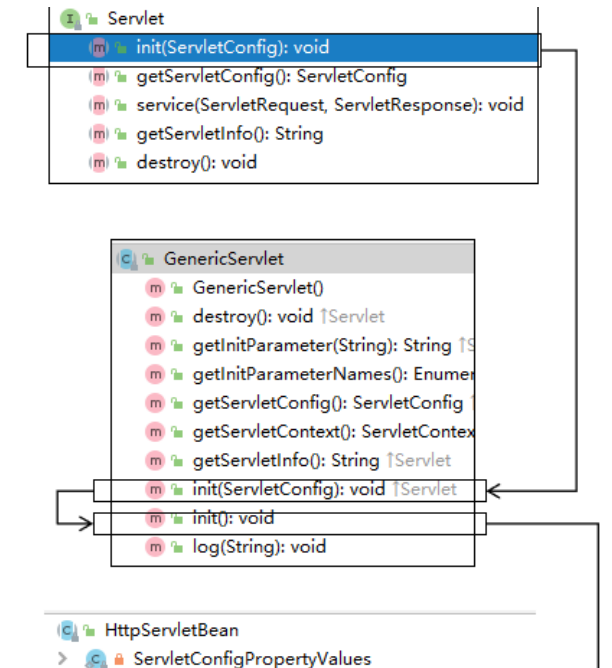 Servlet
init(ServletConfig): void
getServletConfig(): ServletConfig
service(ServletRequest, ServletResponse): void
getServletInfo(): String
destroy(): void
GenericServlet
GenericServlet()
destroy(): void ↑Servlet
getInitParameter(String): String ↑S
getInitParameterNames(): Enumer
getServletConfig(): ServletConfig ↑
getServletContext(): ServletContex
getServletInfo(): String ↑Servlet
init(ServletConfig): void ↑Servlet
init(): void
log(String): void
HttpServletBean
ServletConfigPropertyValues